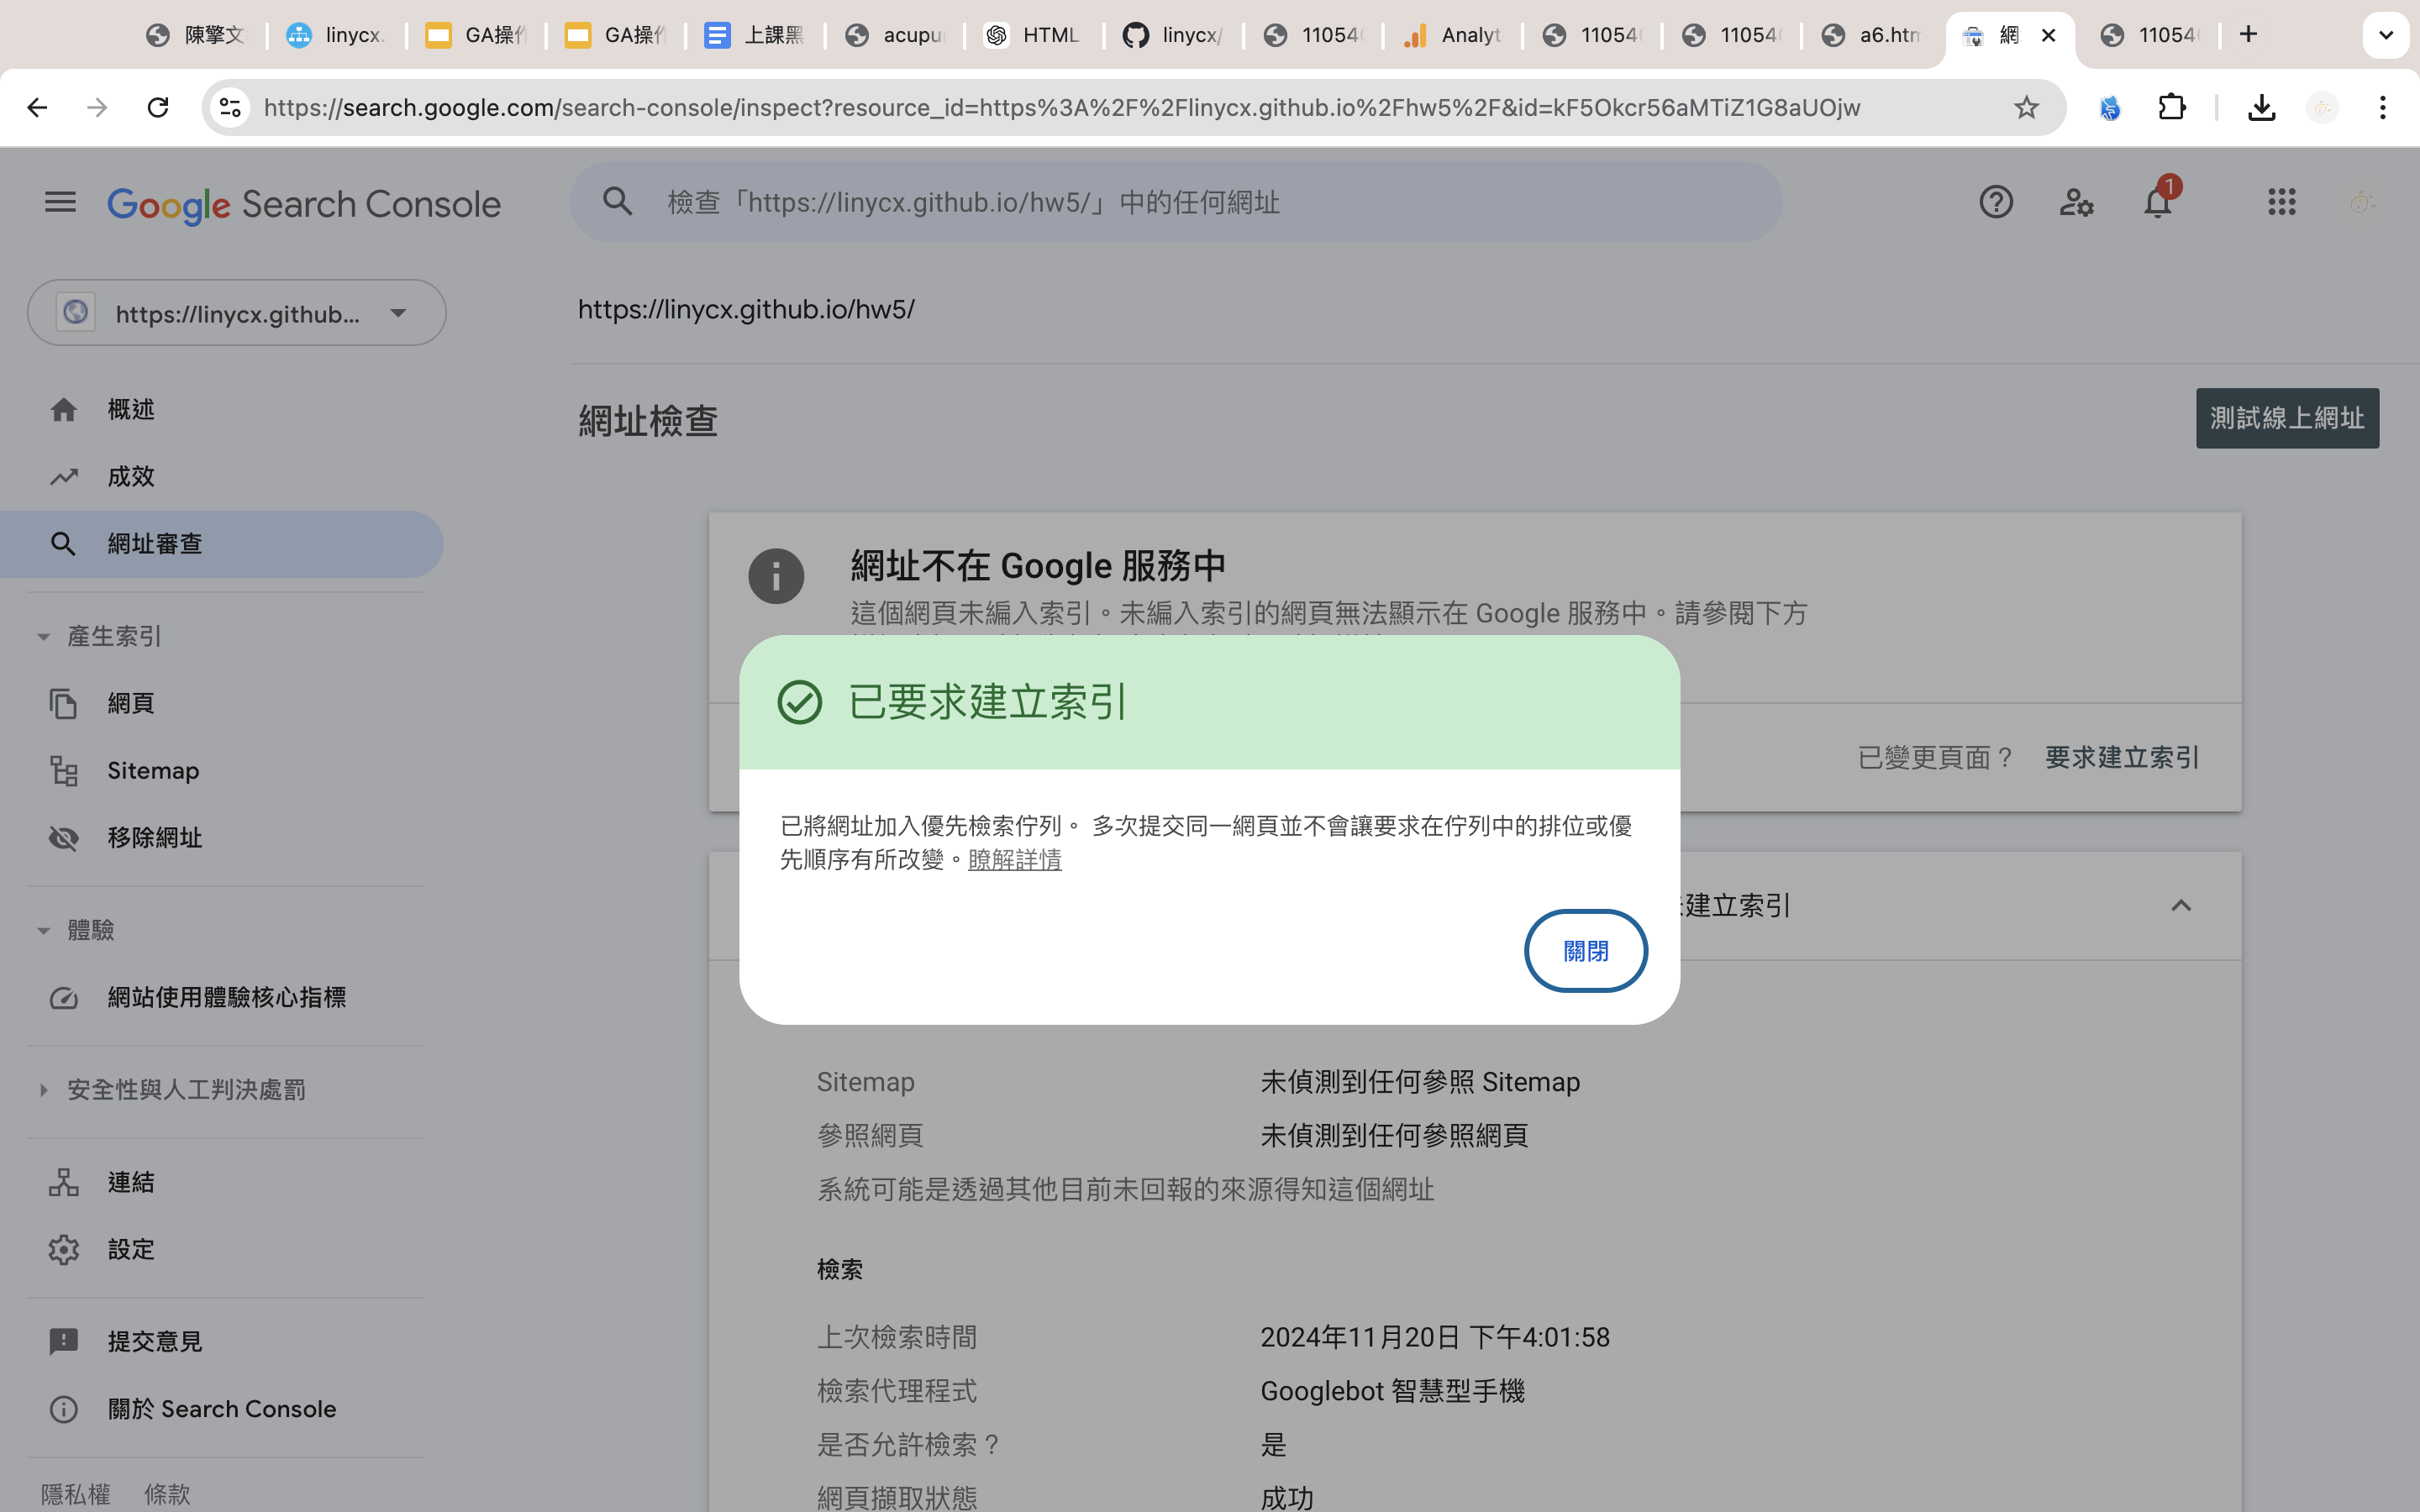 陳擎文
linycx.
GA操作
GA操作
上課黑
acupu
HTML
linycx/
11054
Analyt
11054
11054
a6.htm
網
11054
https://search.google.com/search-console/inspect?resource_id=https%3A%2F%2Flinycx.github.io%2Fhw5%2F&id=kF5Okcr56aMTiZ1G8aUOjw
Google Search Console
檢查「https://linycx.github.io/hw5/」中的任何網址
1
https://linycx.github...
https://linycx.github.io/hw5/
概述
網址檢查
測試線上網址
成效
網址審查
網址不在 Google 服務中
這個網頁未編入索引。未編入索引的網頁無法顯示在 Google 服務中。請參閱下方
產生索引
網頁
已要求建立索引
已變更頁面？
要求建立索引
Sitemap
移除網址
已將網址加入優先檢索佇列。 多次提交同一網頁並不會讓要求在佇列中的排位或優
先順序有所改變。瞭解詳情
建立索引
體驗
關閉
網站使用體驗核心指標
安全性與人工判決處罰
Sitemap
未偵測到任何參照 Sitemap
參照網頁
未偵測到任何參照網頁
連結
系統可能是透過其他目前未回報的來源得知這個網址
設定
檢索
提交意見
上次檢索時間
2024年11月20日 下午4:01:58
檢索代理程式
Googlebot 智慧型手機
關於 Search Console
是否允許檢索？
是
隱私權
條款
網頁擷取狀態
成功